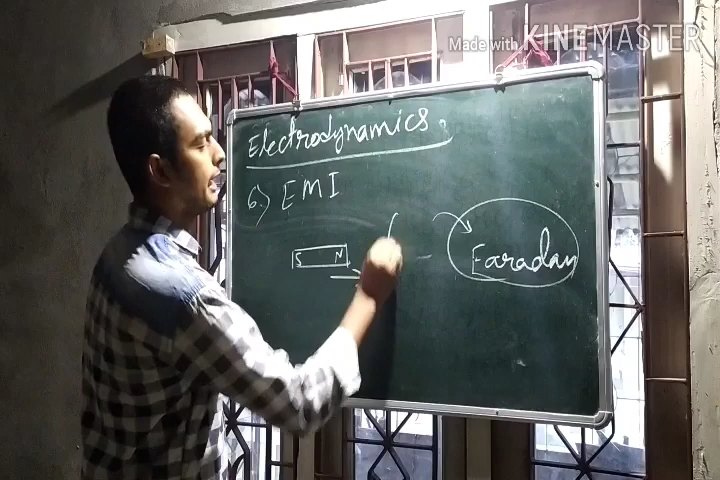 Made with KINEMASTER
Electrodynamics.
6.) EMI
S N
Faraday